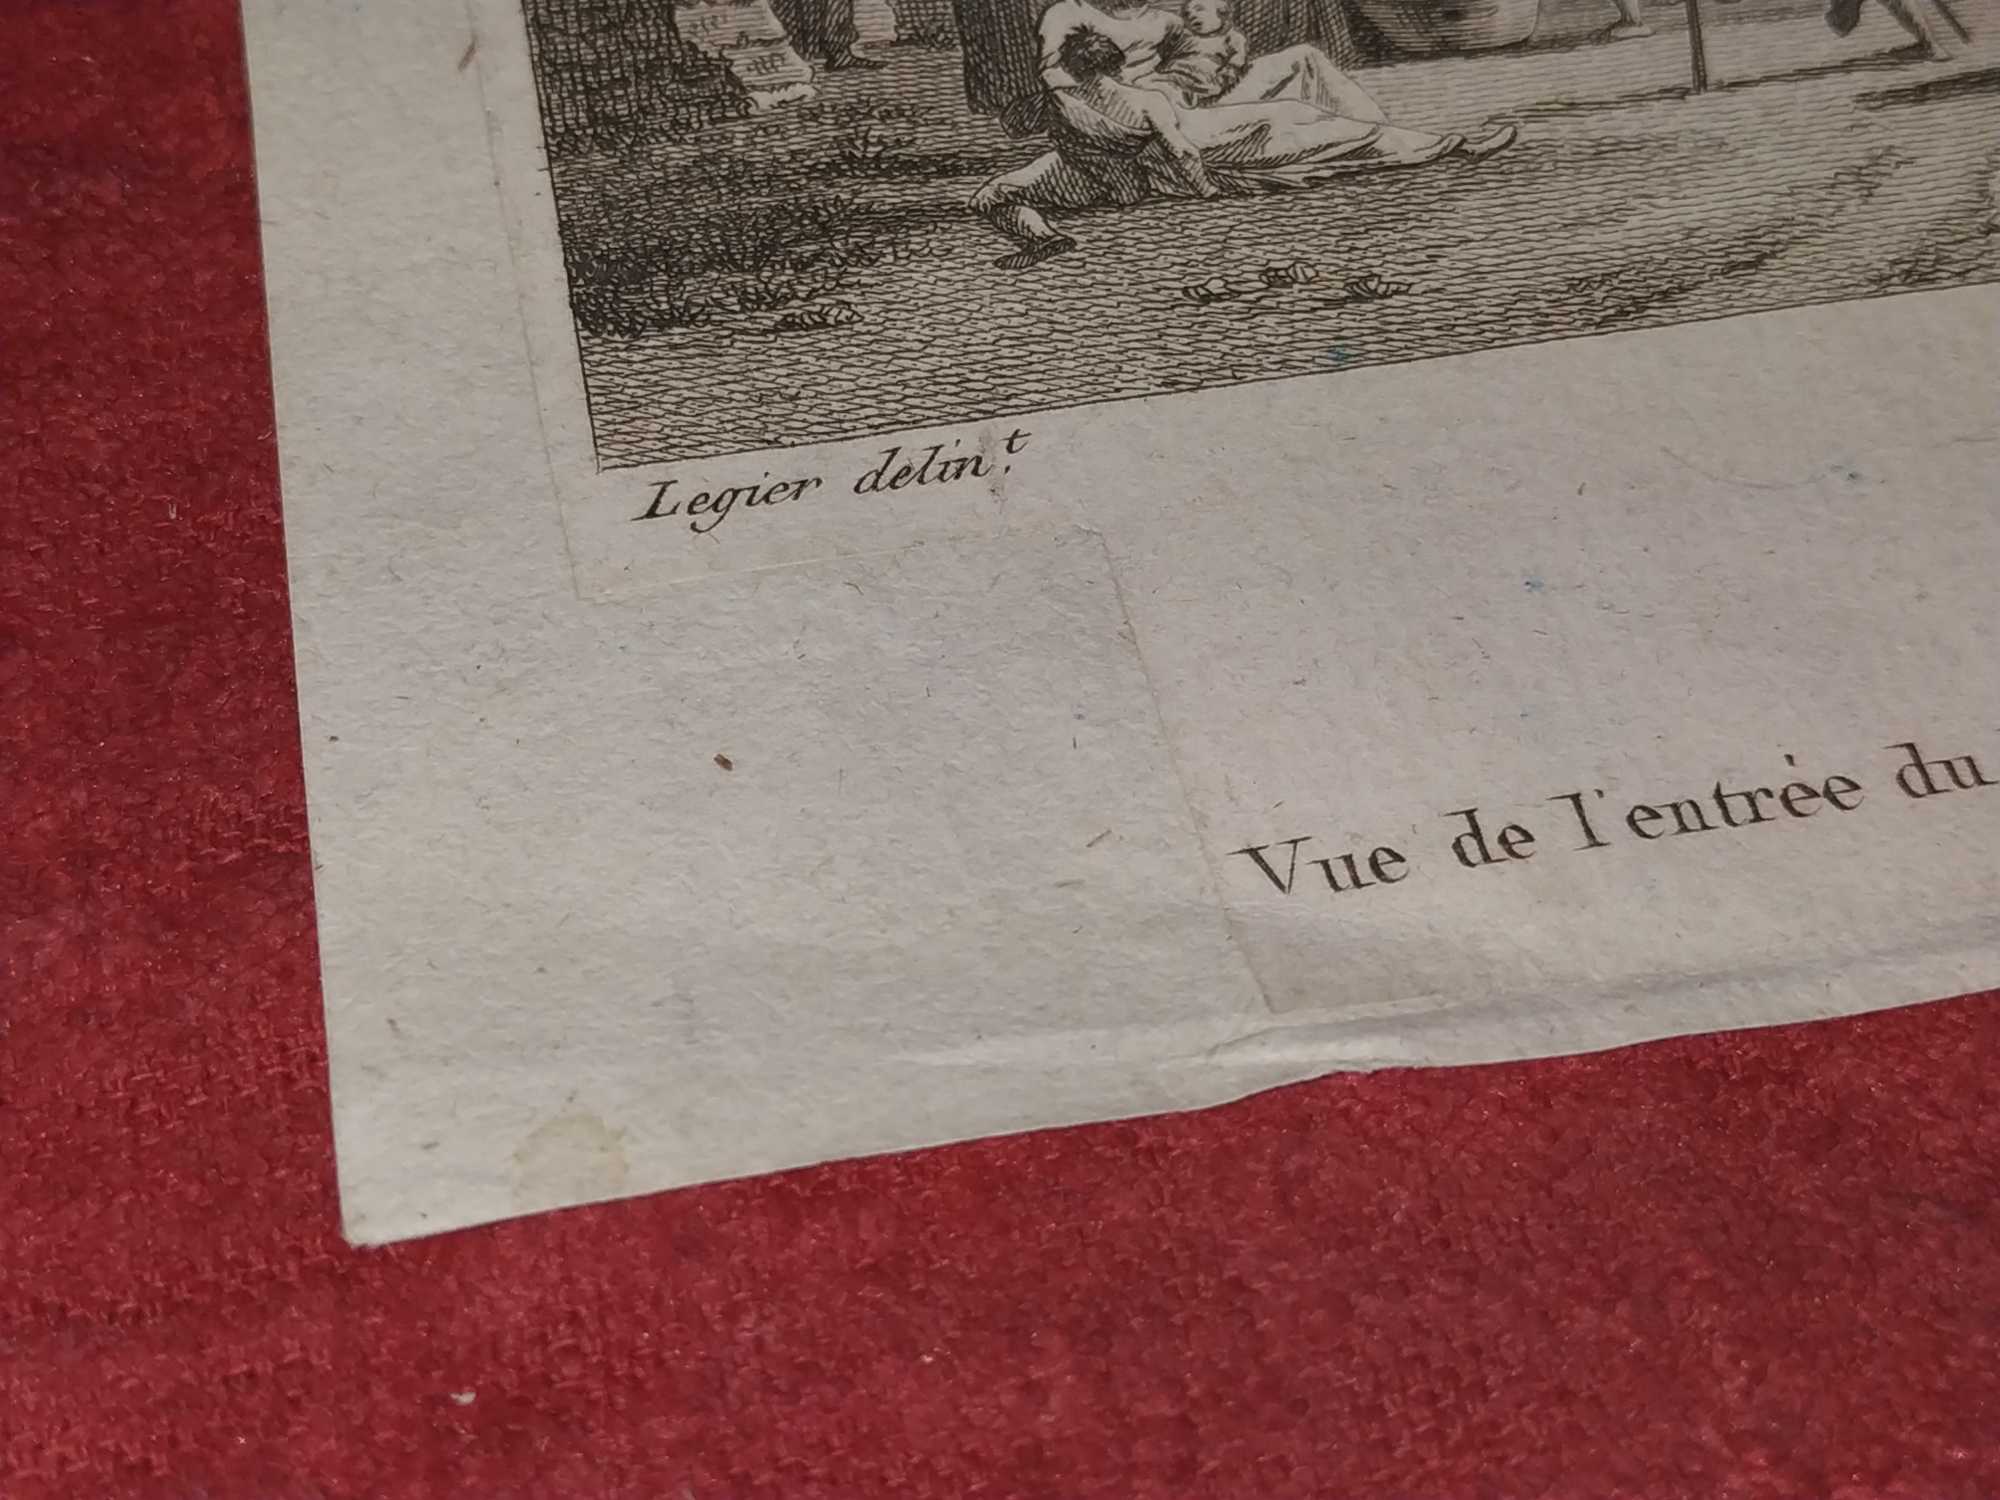 Legier delin.t
Vue de l'entrée du